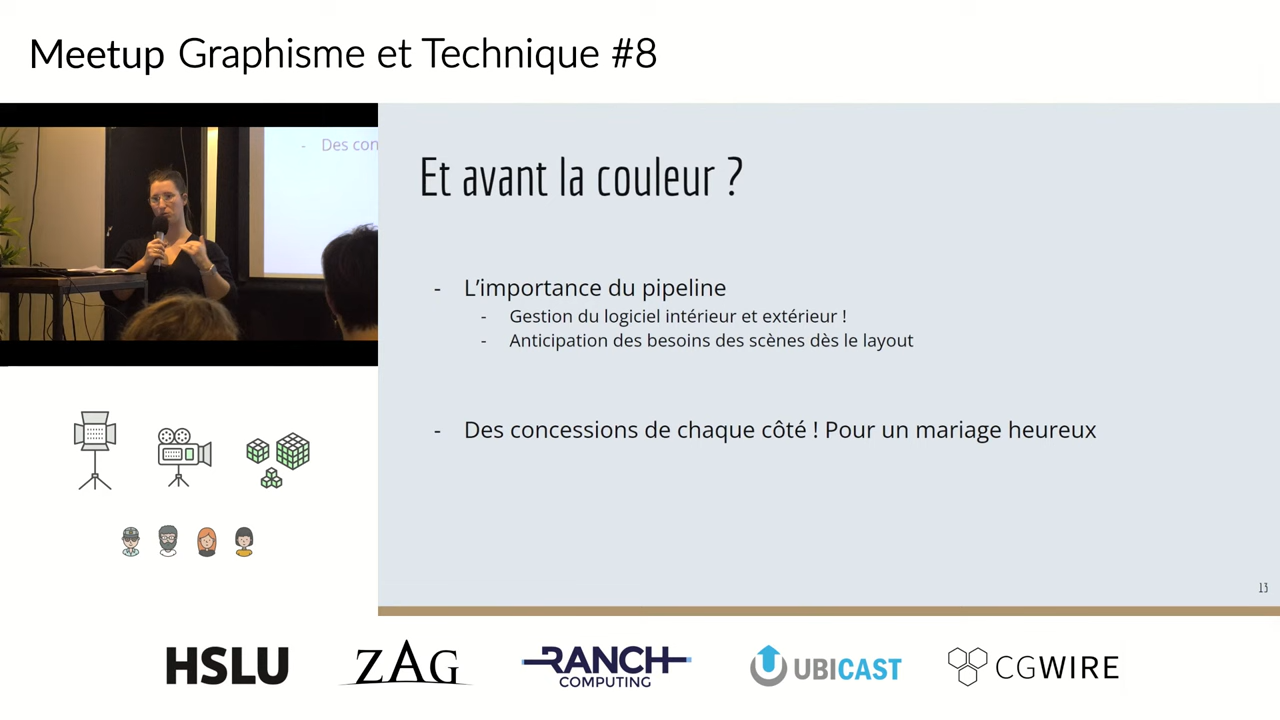 Meetup Graphisme et Technique #8
- Des con
Et avant la couleur ?
- L'importance du pipeline
- Gestion du logiciel intérieur et extérieur !
- Anticipation des besoins des scènes dès le layout
- Des concessions de chaque côté ! Pour un mariage heureux
13
HSLU
ZAG
RANCH COMPUTING
UBICAST
CGWIRE